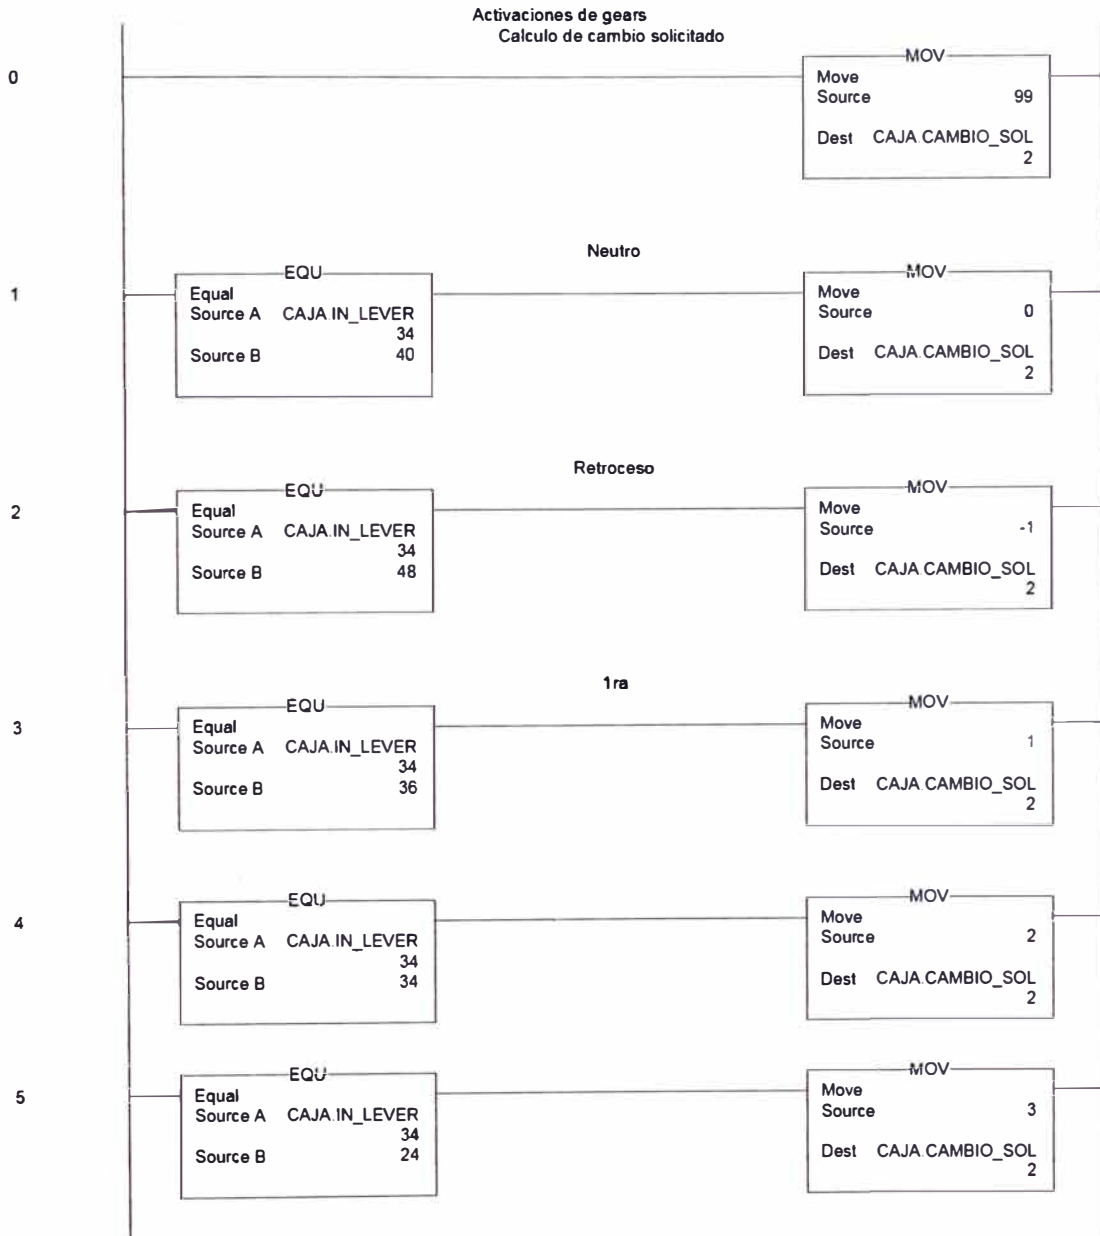 Activaciones de gears
Calculo de cambio solicitado
0
MOV
Move
Source 99
Dest CAJA.CAMBIO_SOL
2
Neutro
1
EQU
Equal
Source A CAJA.IN_LEVER
34
Source B 40
MOV
Move
Source 0
Dest CAJA.CAMBIO_SOL
2
Retroceso
2
EQU
Equal
Source A CAJA.IN_LEVER
34
Source B 48
MOV
Move
Source -1
Dest CAJA.CAMBIO_SOL
2
1ra
3
EQU
Equal
Source A CAJA.IN_LEVER
34
Source B 36
MOV
Move
Source 1
Dest CAJA.CAMBIO_SOL
2
4
EQU
Equal
Source A CAJA.IN_LEVER
34
Source B 34
MOV
Move
Source 2
Dest CAJA.CAMBIO_SOL
2
5
EQU
Equal
Source A CAJA.IN_LEVER
34
Source B 24
MOV
Move
Source 3
Dest CAJA.CAMBIO_SOL
2